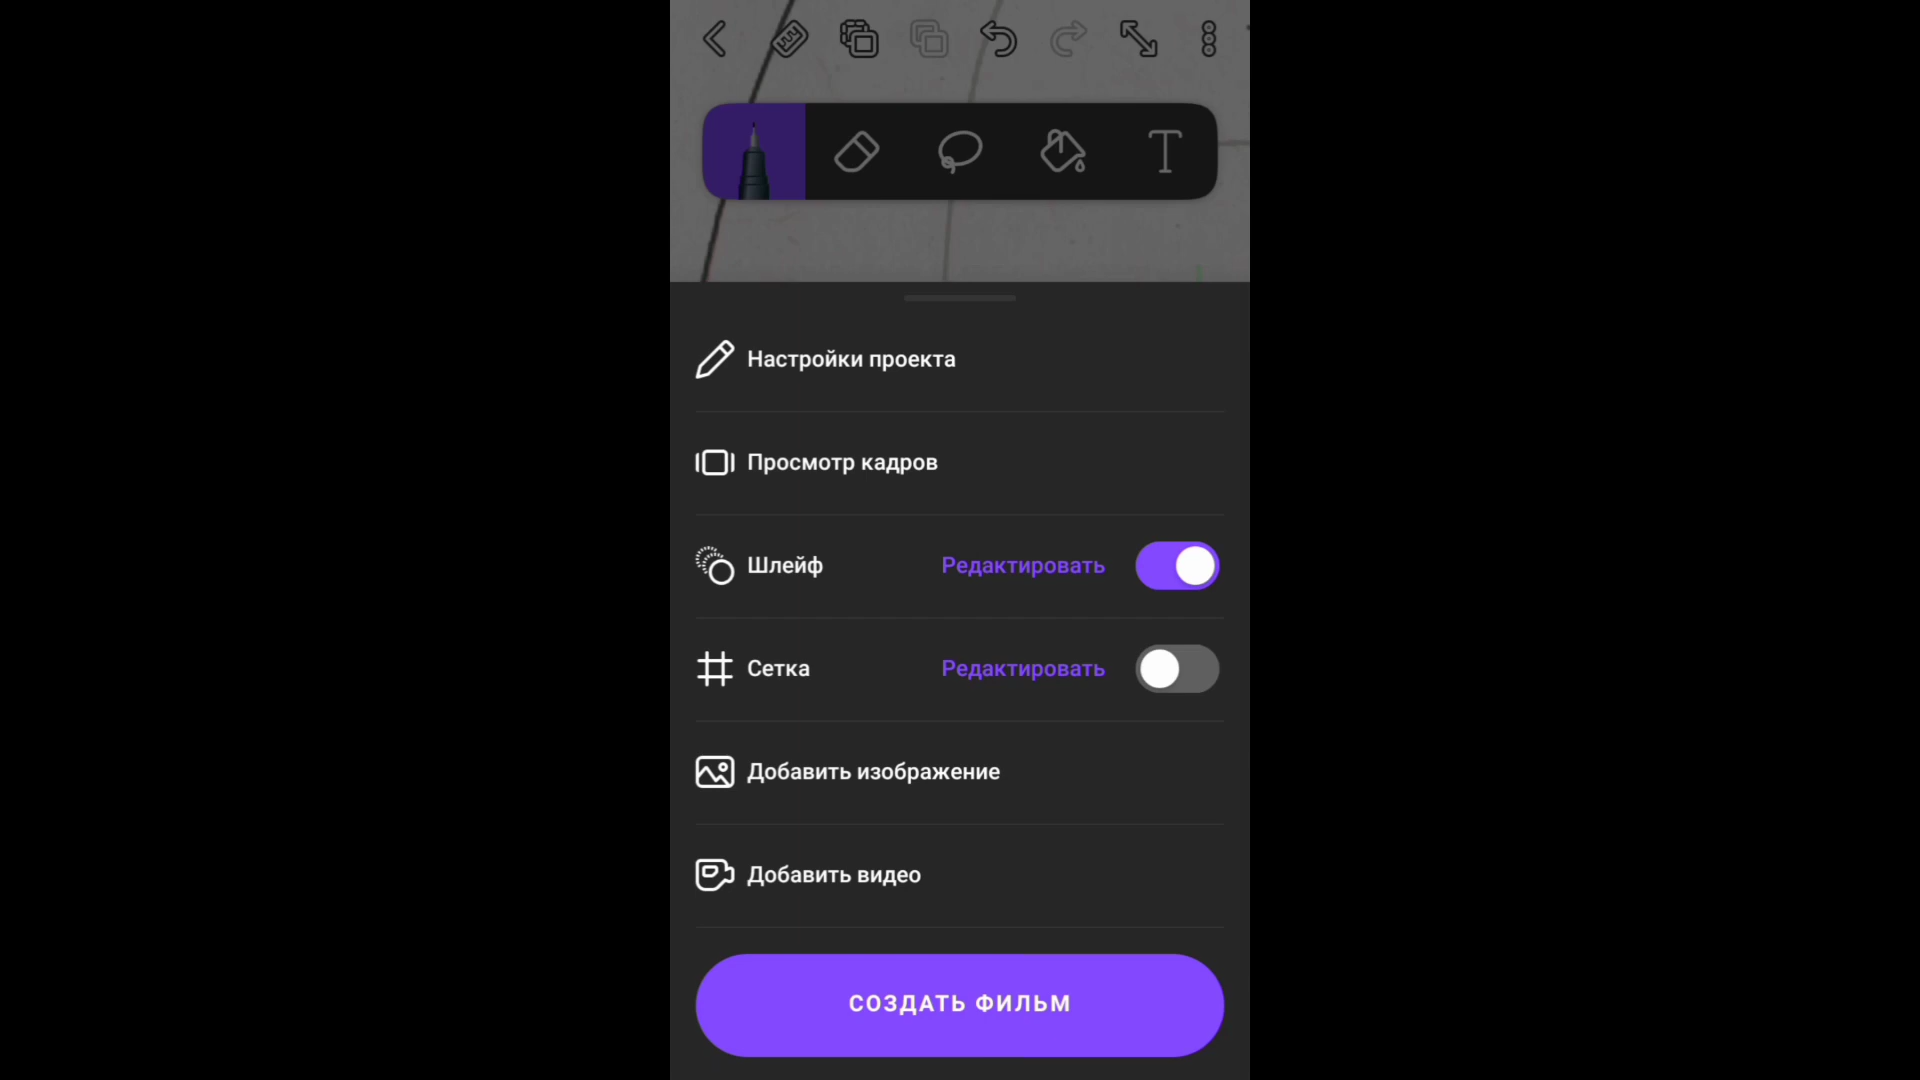 Настройки проекта
Просмотр кадров
Шлейф Редактировать
Сетка Редактировать
Добавить изображение
Добавить видео
СОЗДАТЬ ФИЛЬМ